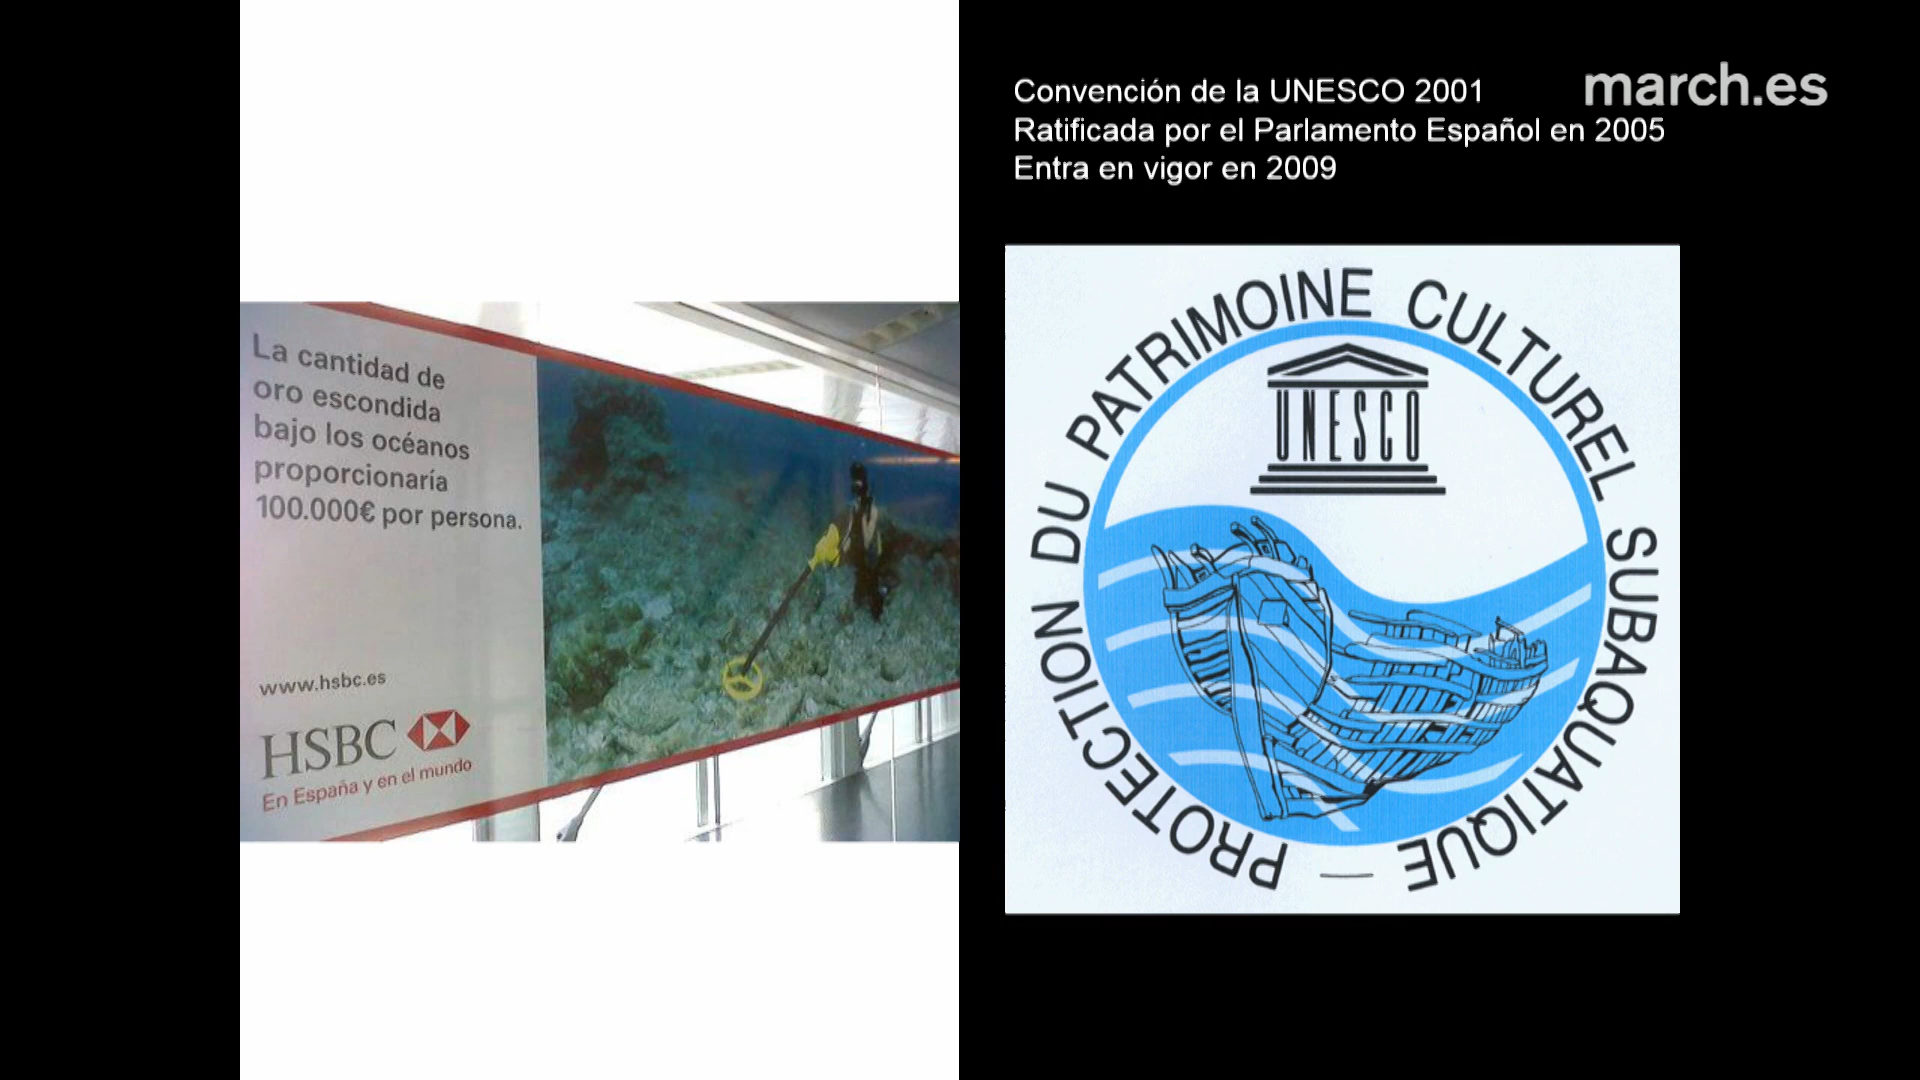 La cantidad de
oro escondida
bajo los océanos
proporcionaría
100.000€ por persona.
www.hsbc.es
HSBC
En España y en el mundo
march.es
Convención de la UNESCO 2001
Ratificada por el Parlamento Español en 2005
Entra en vigor en 2009
PROTECTION DU PATRIMOINE CULTUREL SUBAQUATIQUE —
UNESCO